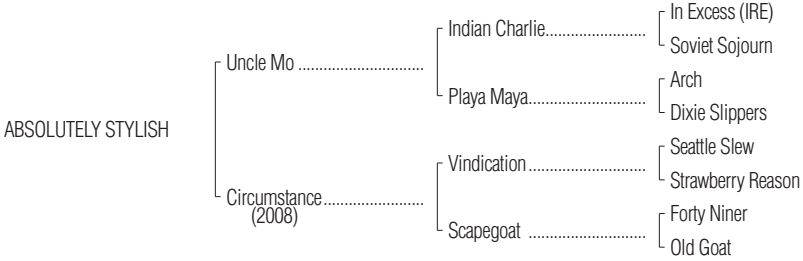 In Excess (IRE)
Indian Charlie
Soviet Sojourn
Uncle Mo
Arch
Playa Maya
Dixie Slippers
ABSOLUTELY STYLISH
Seattle Slew
Vindication
Strawberry Reason
Circumstance
(2008)
Forty Niner
Scapegoat
Old Goat